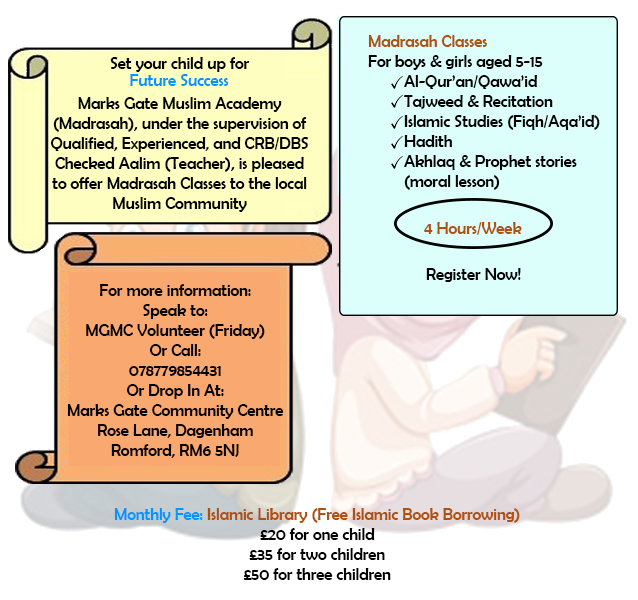 Set your child up for
Future Success
Marks Gate Muslim Academy
(Madrasah), under the supervision of
Qualified, Experienced, and CRB/DBS
Checked Aalim (Teacher), is pleased
to offer Madrasah Classes to the local
Muslim Community
Madrasah Classes
For boys & girls aged 5-15
✓Al-Qur'an/Qawa'id
✓Tajweed & Recitation
✓Islamic Studies (Fiqh/Aqa'id)
✓Hadith
✓Akhlaq & Prophet stories
(moral lesson)
4 Hours/Week
Register Now!
For more information:
Speak to:
MGMC Volunteer (Friday)
Or Call:
078779854431
Or Drop In At:
Marks Gate Community Centre
Rose Lane, Dagenham
Romford, RM6 5NJ
Monthly Fee: Islamic Library (Free Islamic Book Borrowing)
£20 for one child
£35 for two children
£50 for three children